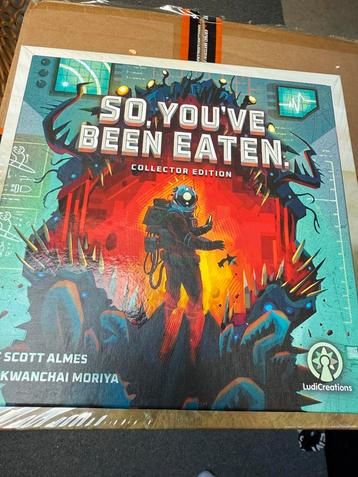 SO, YOU'VE
BEEN EATEN.
COLLECTOR EDITION
SCOTT ALMES
KWANCHAI MORIYA
LudiCreations